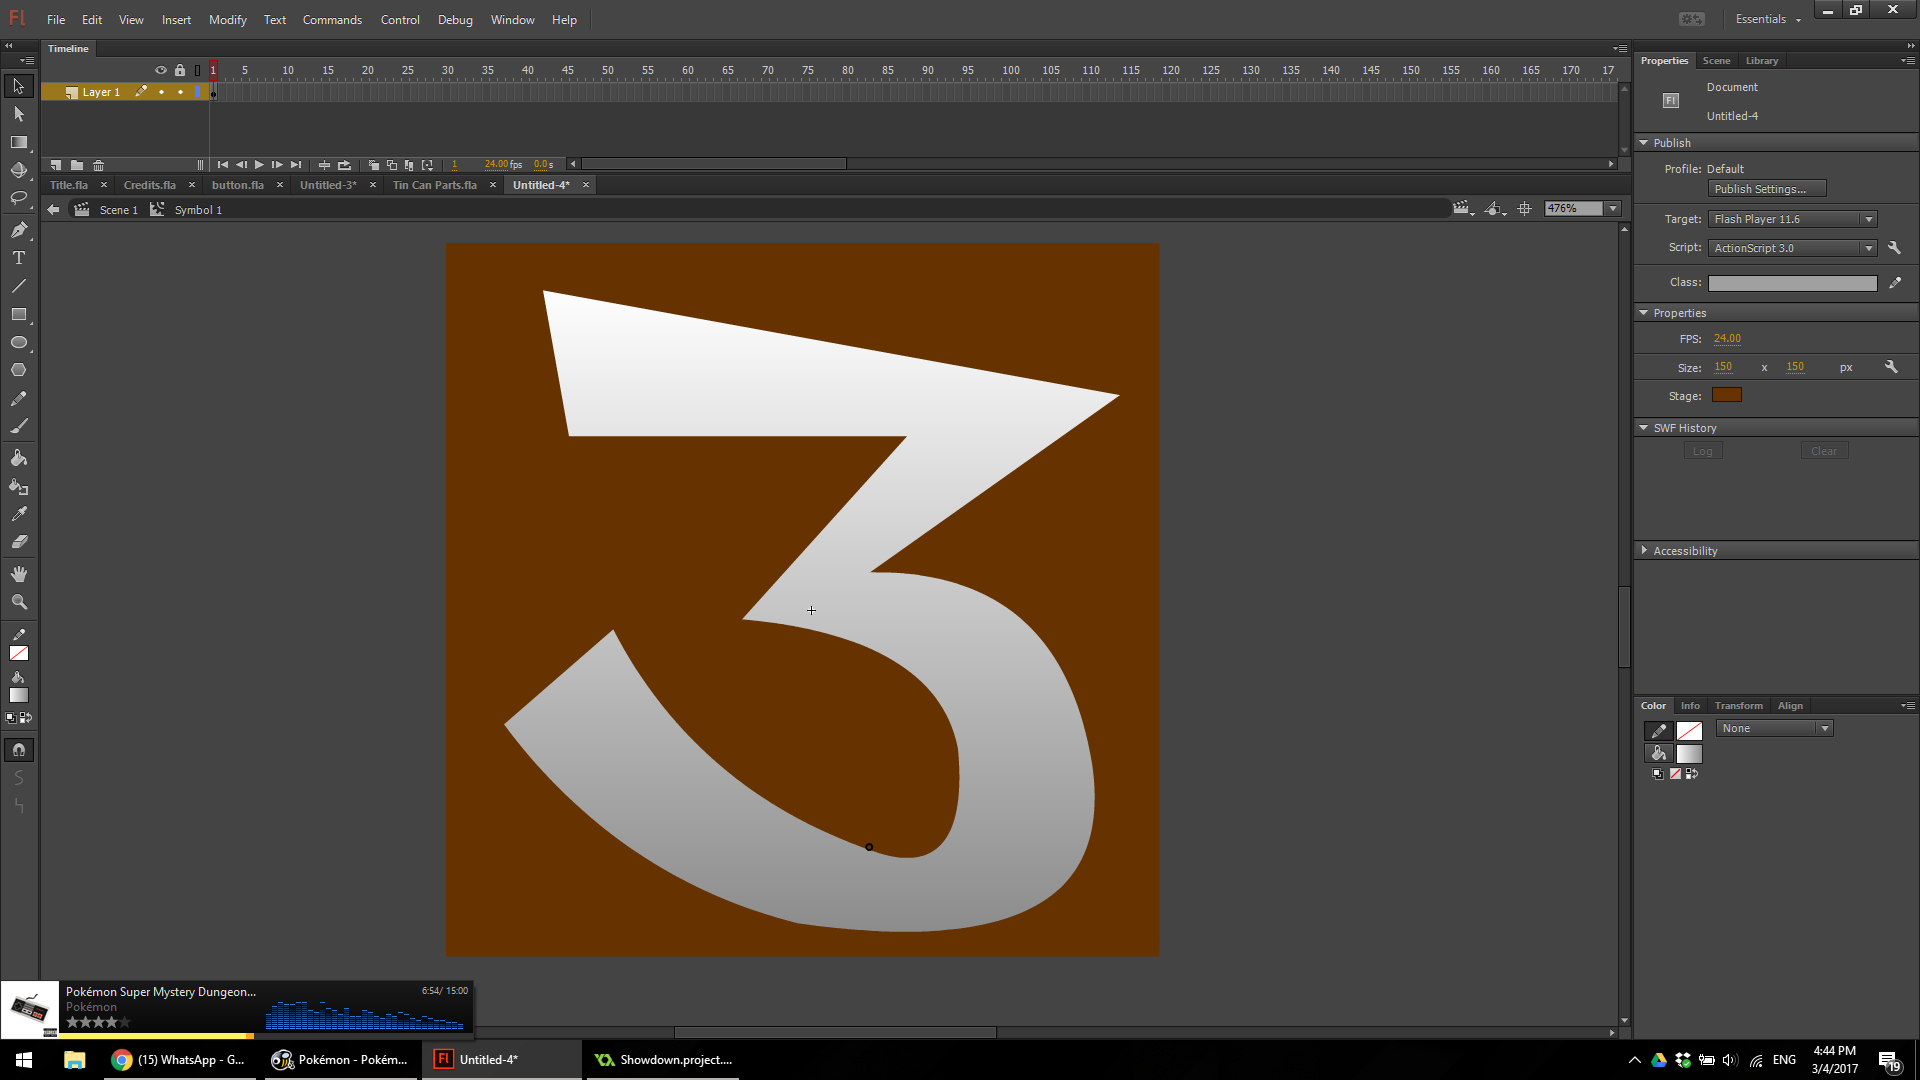 Fl File Edit View Insert Modify Text Commands Control Debug Window Help Essentials
Timeline
1 5 10 15 20 25 30 35 40 45 50 55 60 65 70 75 80 85 90 95 100 105 110 115 120 125 130 135 140 145 150 155 160 165 170 17
Layer 1
1 24.00 fps 0.0 s
Title.fla Credits.fla button.fla Untitled-3* Tin Can Parts.fla Untitled-4*
Scene 1 Symbol 1 476%
3
Properties Scene Library
Document
Fl
Untitled-4
Publish
Profile: Default
Publish Settings...
Target: Flash Player 11.6
Script: ActionScript 3.0
Class:
Properties
FPS: 24.00
Size: 150 x 150 px
Stage:
SWF History
Log Clear
Accessibility
Color Info Transform Align
None
Pokémon Super Mystery Dungeon... 6:54/ 15:00
Pokémon
(15) WhatsApp - G... Pokémon - Pokém... Fl Untitled-4* Showdown.project....
ENG
4:44 PM
3/4/2017
19